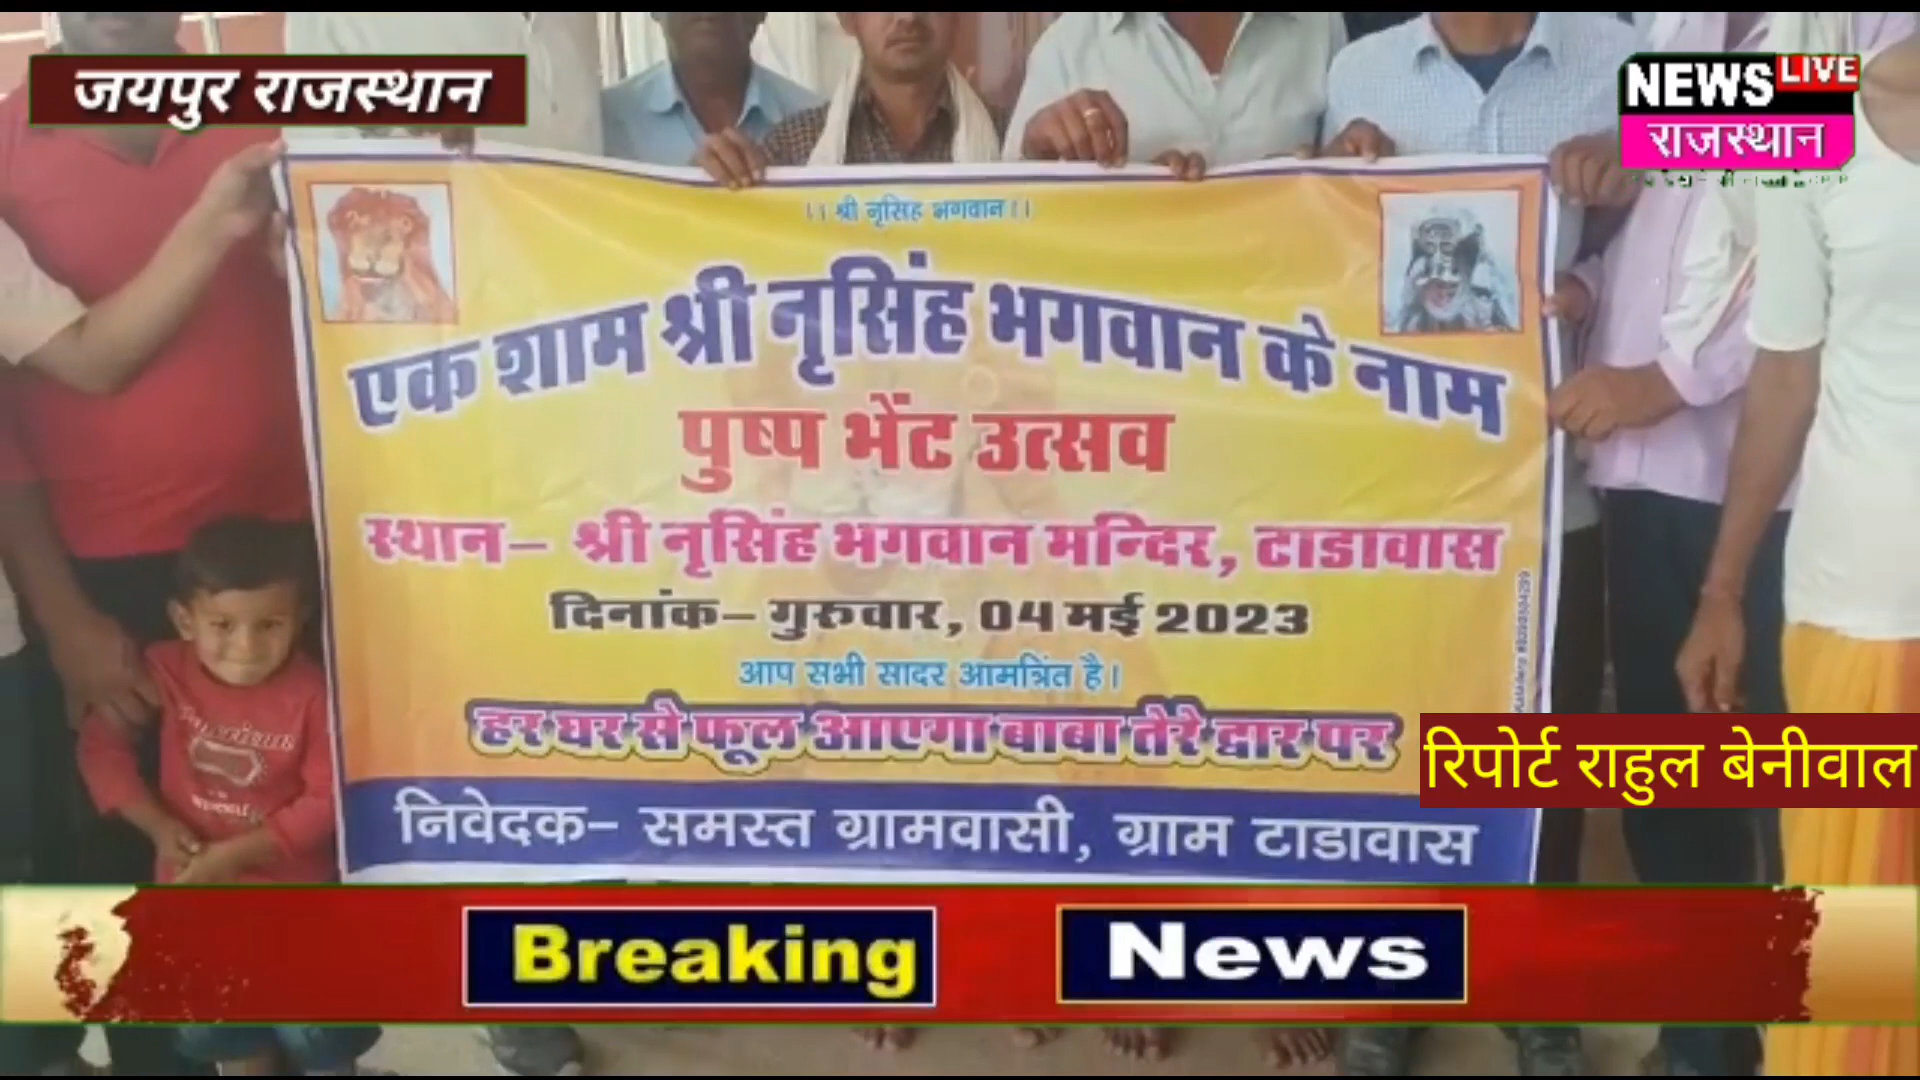 जयपुर राजस्थान
NEWS LIVE
राजस्थान
।। श्री नृसिंह भगवान ।।
एक शाम श्री नृसिंह भगवान के नाम
पुष्प भेंट उत्सव
स्थान- श्री नृसिंह भगवान मन्दिर, टाडावास
दिनांक- गुरुवार, 04 मई 2023
आप सभी सादर आमत्रिंत है।
हर घर से फूल आएगा बाबा तेरे द्वार पर
रिपोर्ट राहुल बेनीवाल
निवेदक- समस्त ग्रामवासी, ग्राम टाडावास
Breaking News